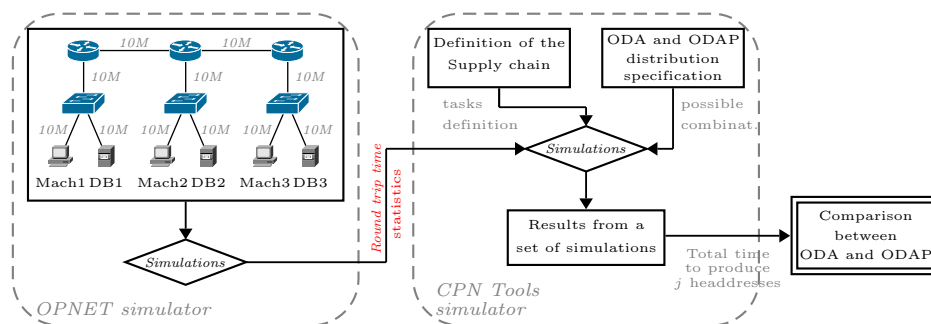 10M 10M
10M 10M 10M
10M 10M 10M 10M 10M 10M
Mach1 DB1 Mach2 DB2 Mach3 DB3
Simulations
OPNET simulator
Round trip time
statistics
Definition of the
Supply chain
ODA and ODAP
distribution
specification
tasks
definition
possible
combinat.
Simulations
Results from a
set of simulations
CPN Tools
simulator
Total time
to produce
j headdresses
Comparison
between
ODA and ODAP